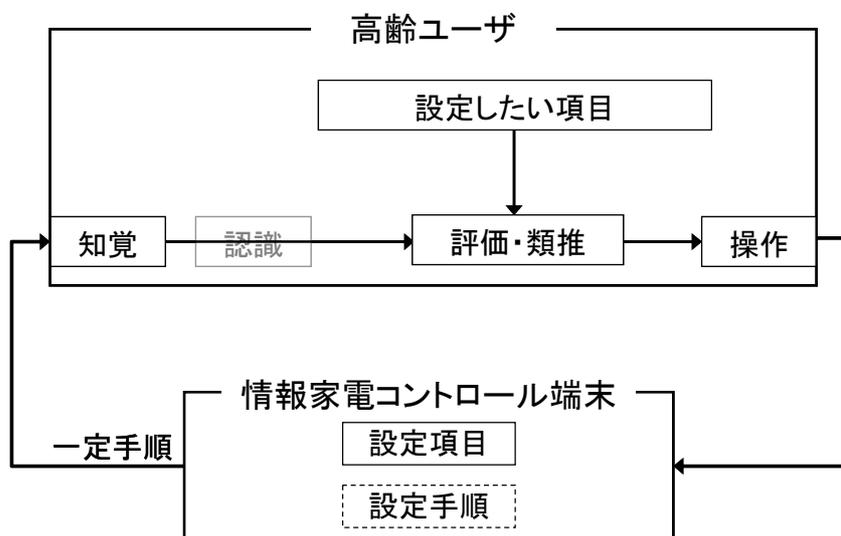 高齢ユーザ
設定したい項目
知覚
認識
評価・類推
操作
情報家電コントロール端末
一定手順
設定項目
設定手順